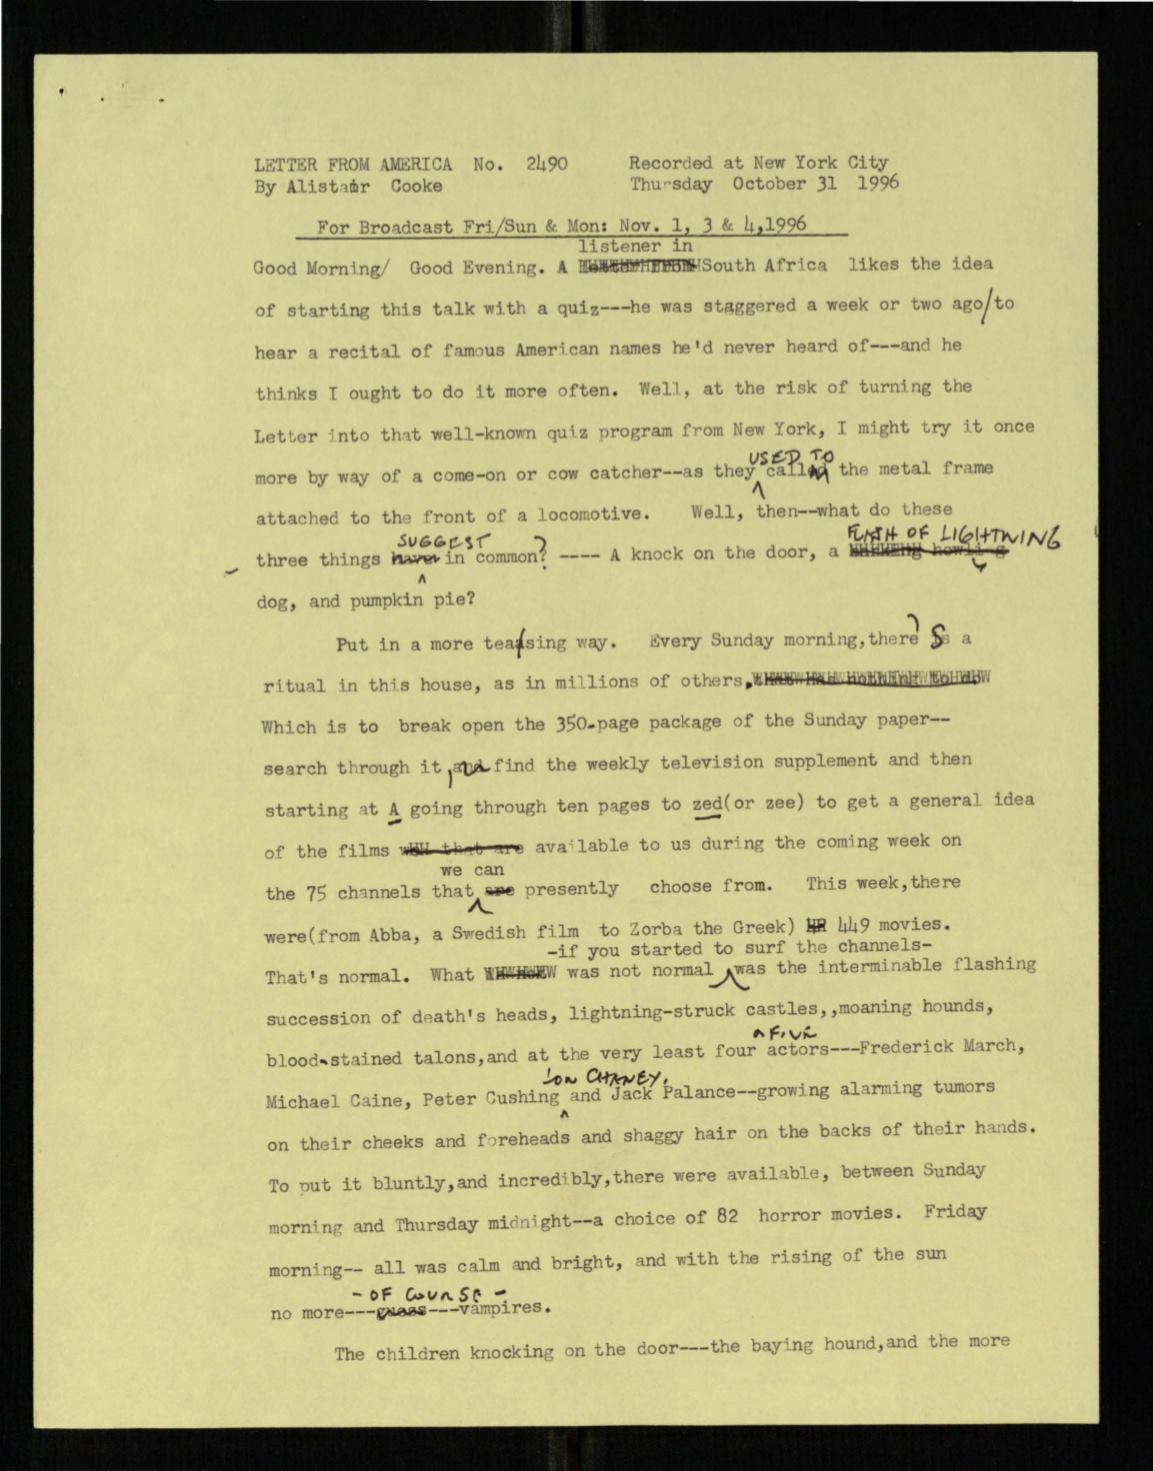 LETTER FROM AMERICA No. 2490 Recorded at New York City
By Alistair Cooke Thursday October 31 1996
For Broadcast Fri/Sun & Mon: Nov. 1, 3 & 4,1996
listener in
Good Morning/ Good Evening. A South Africa likes the idea
of starting this talk with a quiz---he was staggered a week or two ago/to
hear a recital of famous American names he'd never heard of---and he
thinks I ought to do it more often. Well, at the risk of turning the
Letter into that well-known quiz program from New York, I might try it once
USED TO
more by way of a come-on or cow catcher--as they call the metal frame
attached to the front of a locomotive. Well, then--what do these
SUGGEST FLASH OF LIGHTNING
three things have in common? ---- A knock on the door, a howling
dog, and pumpkin pie?
Put in a more teasing way. Every Sunday morning,there's a
ritual in this house, as in millions of others.
Which is to break open the 350-page package of the Sunday paper--
search through it, and find the weekly television supplement and then
starting at A going through ten pages to zed(or zee) to get a general idea
of the films that are available to us during the coming week on
we can
the 75 channels that are presently choose from. This week,there
were(from Abba, a Swedish film to Zorba the Greek) 449 movies.
-if you started to surf the channels-
That's normal. What was not normal was the interminable flashing
succession of death's heads, lightning-struck castles,,moaning hounds,
FIVE
blood-stained talons,and at the very least four actors---Frederick March,
LON CHANEY,
Michael Caine, Peter Cushing and Jack Palance--growing alarming tumors
on their cheeks and foreheads and shaggy hair on the backs of their hands.
To put it bluntly,and incredibly,there were available, between Sunday
morning and Thursday midnight--a choice of 82 horror movies. Friday
morning-- all was calm and bright, and with the rising of the sun
- OF COURSE -
no more---guess---vampires.
The children knocking on the door---the baying hound,and the more